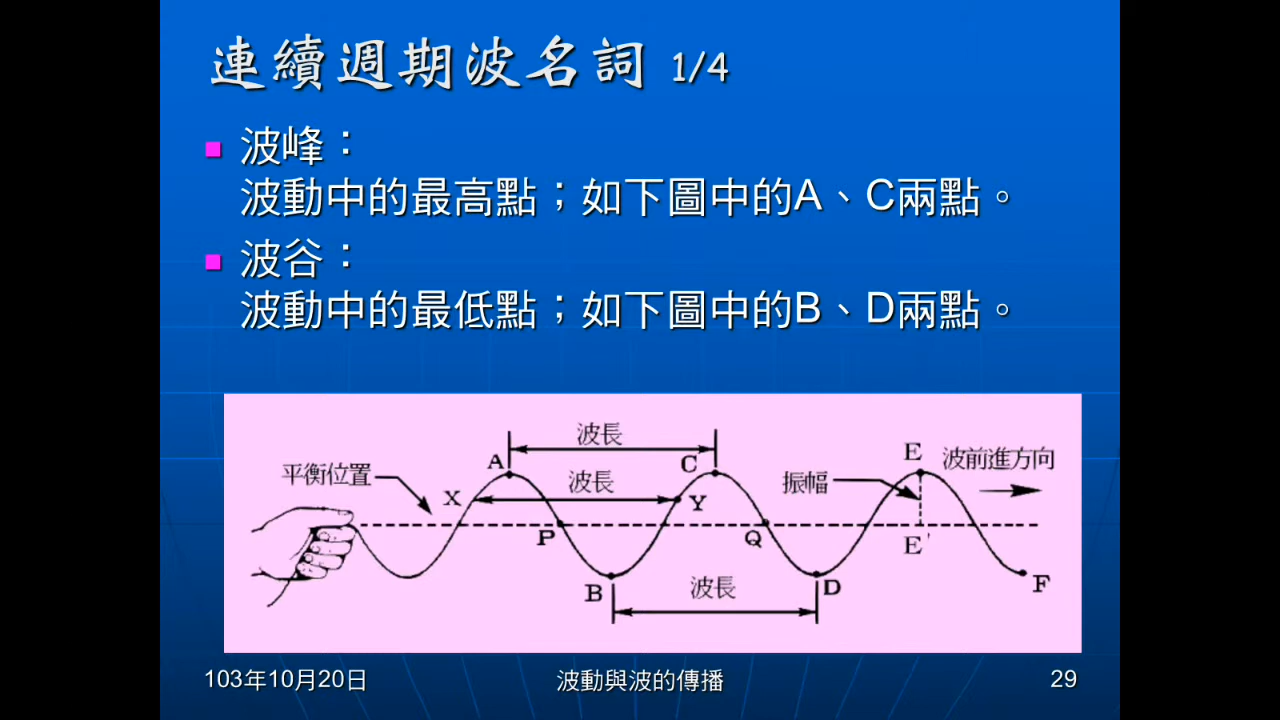 連續週期波名詞 1/4
波峰：
波動中的最高點；如下圖中的A、C兩點。
波谷：
波動中的最低點；如下圖中的B、D兩點。
波長
平衡位置
A
C
E
波前進方向
X
波長
Y
振幅
P
Q
E'
B
波長
D
F
103年10月20日
波動與波的傳播
29